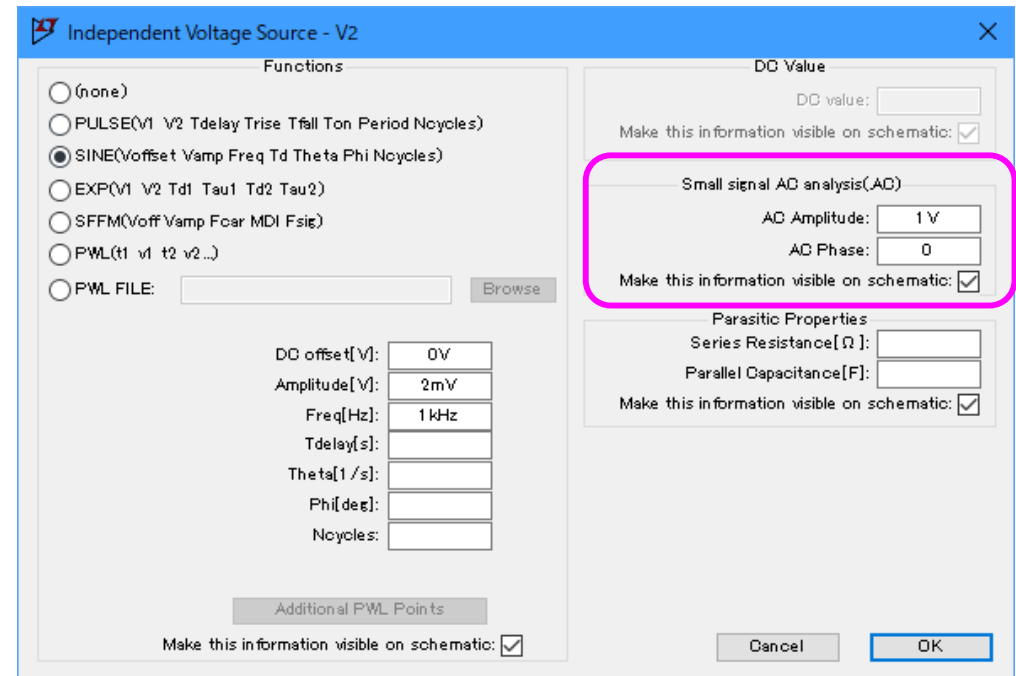 Independent Voltage Source - V2
Functions
(none)
PULSE(V1 V2 Tdelay Trise Tfall Ton Period Ncycles)
SINE(Voffset Vamp Freq Td Theta Phi Ncycles)
EXP(V1 V2 Td1 Tau1 Td2 Tau2)
SFFM(Voff Vamp Fcar MDI Fsig)
PWL(t1 v1 t2 v2...)
PWL FILE:
Browse
DC offset[V]: 0V
Amplitude[V]: 2mV
Freq[Hz]: 1kHz
Tdelay[s]:
Theta[1/s]:
Phi[deg]:
Ncycles:
Additional PWL Points
Make this information visible on schematic:
DC Value
DC value:
Make this information visible on schematic:
Small signal AC analysis(.AC)
AC Amplitude: 1V
AC Phase: 0
Make this information visible on schematic:
Parasitic Properties
Series Resistance[Ω]:
Parallel Capacitance[F]:
Make this information visible on schematic:
Cancel
OK